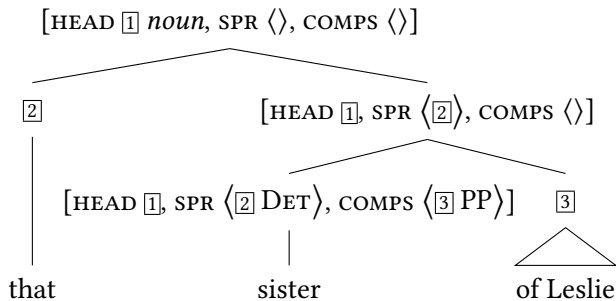 [HEAD 1 noun, SPR ⟨⟩, COMPS ⟨⟩]
2 [HEAD 1, SPR ⟨2⟩, COMPS ⟨⟩]
[HEAD 1, SPR ⟨2 DET⟩, COMPS ⟨3 PP⟩] 3
that sister of Leslie